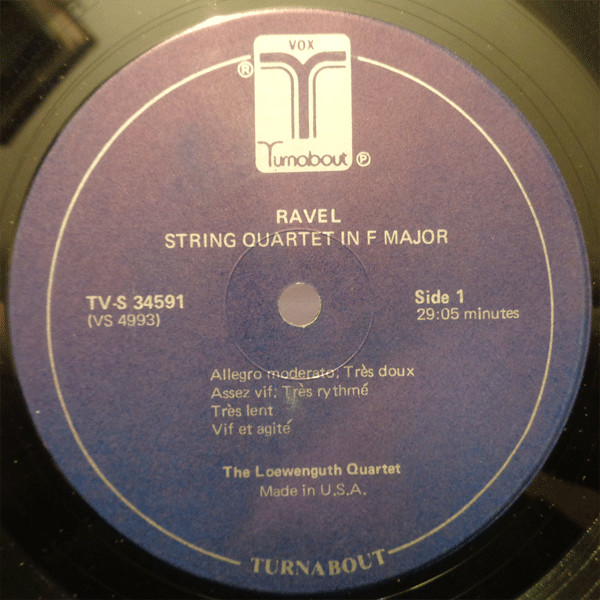 VOX
® Turnabout ℗
RAVEL
STRING QUARTET IN F MAJOR
TV-S 34591
(VS 4993)
Side 1
29:05 minutes
Allegro moderato; Très doux
Assez vif; Très rythmé
Très lent
Vif et agité
The Loewenguth Quartet
Made in U.S.A.
TURNABOUT